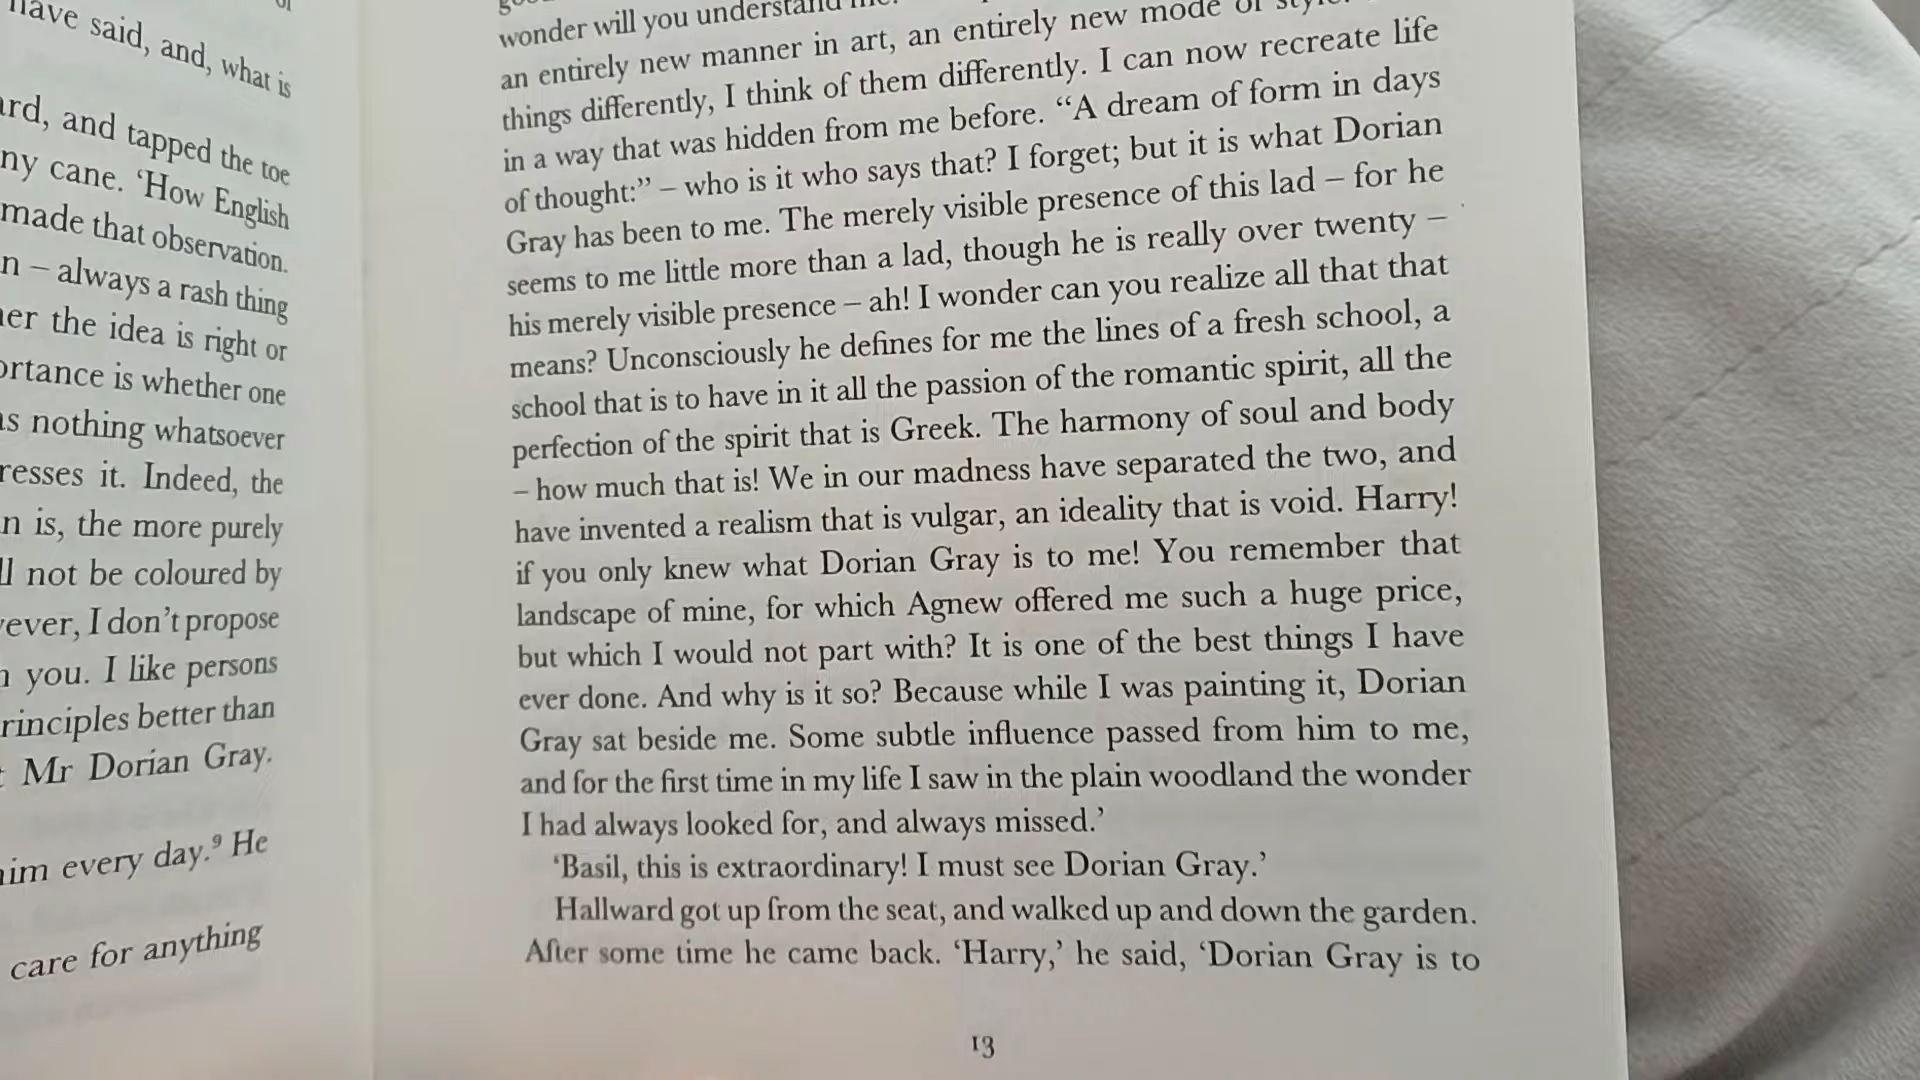 have said, and, what is
and tapped the toe
cane. 'How English
made that observation.
– always a rash thing
the idea is right or
is whether one
nothing whatsoever
it. Indeed, the
is, the more purely
not be coloured by
I don't propose
you. I like persons
better than
Mr Dorian Gray.
every day.⁹ He
care for anything
wonder will you understand
an entirely new manner in art, an entirely new mode of style.
things differently, I think of them differently. I can now recreate life
in a way that was hidden from me before. “A dream of form in days
of thought:” – who is it who says that? I forget; but it is what Dorian
Gray has been to me. The merely visible presence of this lad – for he
seems to me little more than a lad, though he is really over twenty –
his merely visible presence – ah! I wonder can you realize all that that
means? Unconsciously he defines for me the lines of a fresh school, a
school that is to have in it all the passion of the romantic spirit, all the
perfection of the spirit that is Greek. The harmony of soul and body
– how much that is! We in our madness have separated the two, and
have invented a realism that is vulgar, an ideality that is void. Harry!
if you only knew what Dorian Gray is to me! You remember that
landscape of mine, for which Agnew offered me such a huge price,
but which I would not part with? It is one of the best things I have
ever done. And why is it so? Because while I was painting it, Dorian
Gray sat beside me. Some subtle influence passed from him to me,
and for the first time in my life I saw in the plain woodland the wonder
I had always looked for, and always missed.’
‘Basil, this is extraordinary! I must see Dorian Gray.’
Hallward got up from the seat, and walked up and down the garden.
After some time he came back. ‘Harry,’ he said, ‘Dorian Gray is to
13